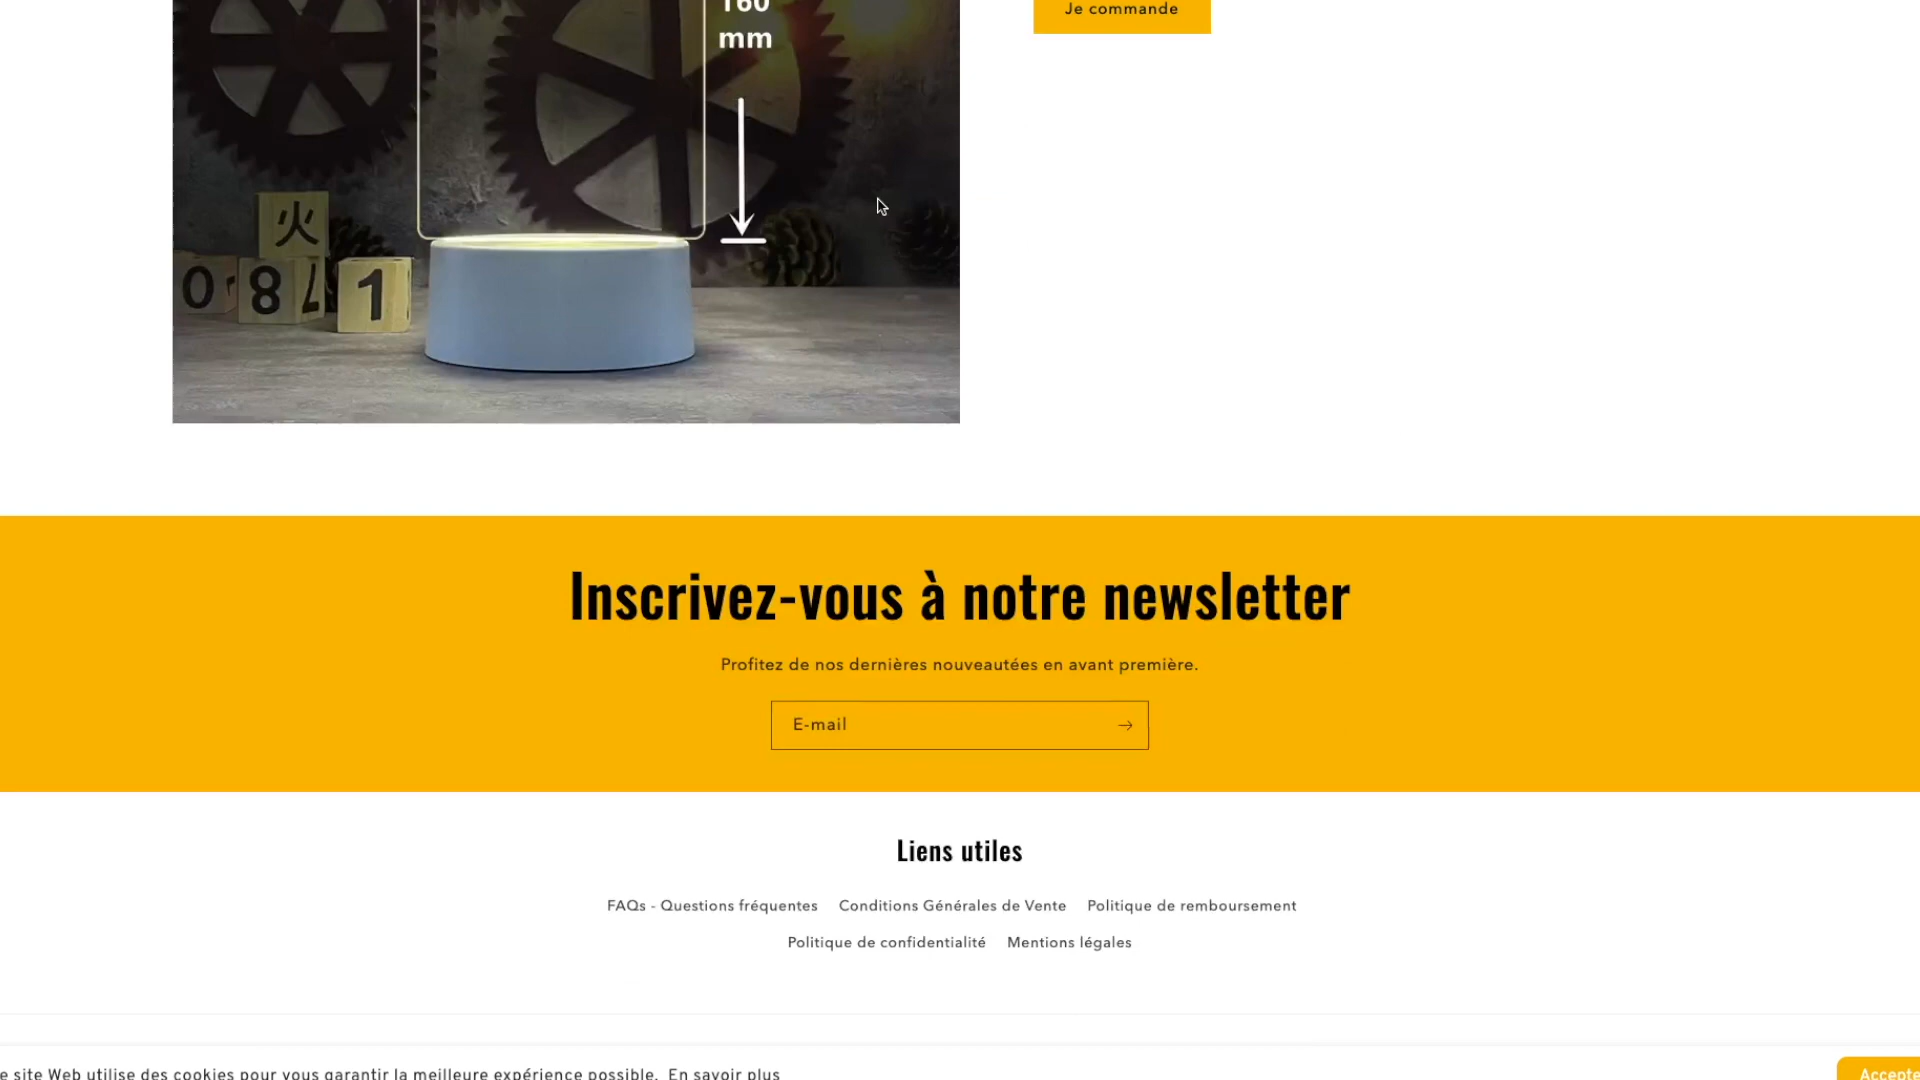 160
mm
Je commande
火
0
8
1
Inscrivez-vous à notre newsletter
Profitez de nos dernières nouveautées en avant première.
E-mail
Liens utiles
FAQs - Questions fréquentes Conditions Générales de Vente Politique de remboursement
Politique de confidentialité Mentions légales
e site Web utilise des cookies pour vous garantir la meilleure expérience possible. En savoir plus
Accepte